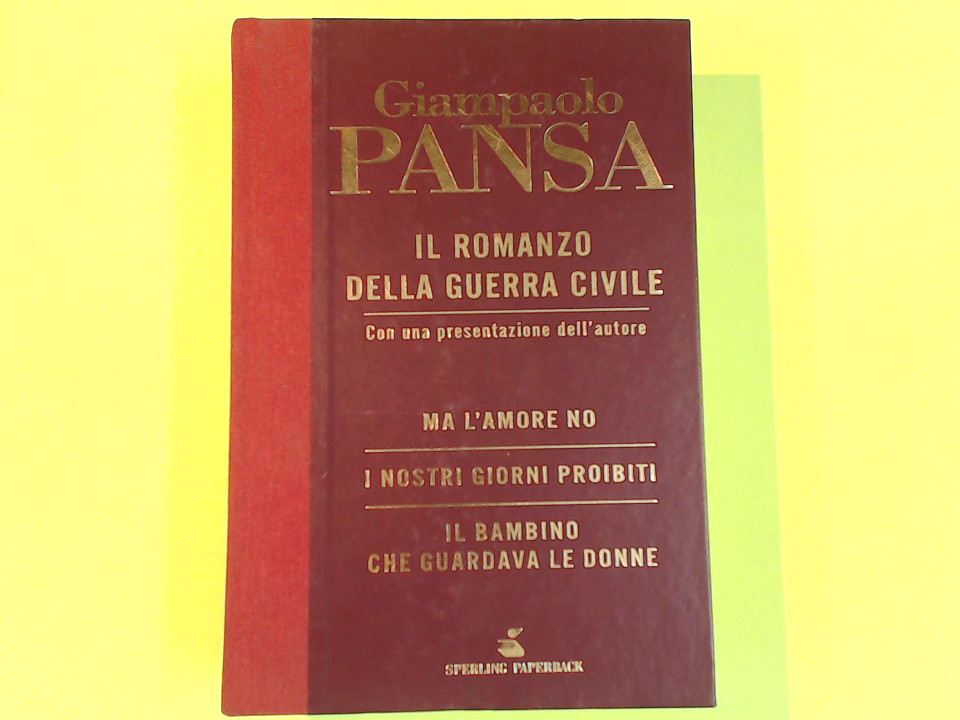 Giampaolo
PANSA
IL ROMANZO
DELLA GUERRA CIVILE
Con una presentazione dell'autore
MA L'AMORE NO
I NOSTRI GIORNI PROIBITI
IL BAMBINO
CHE GUARDAVA LE DONNE
SPERLING PAPERBACK